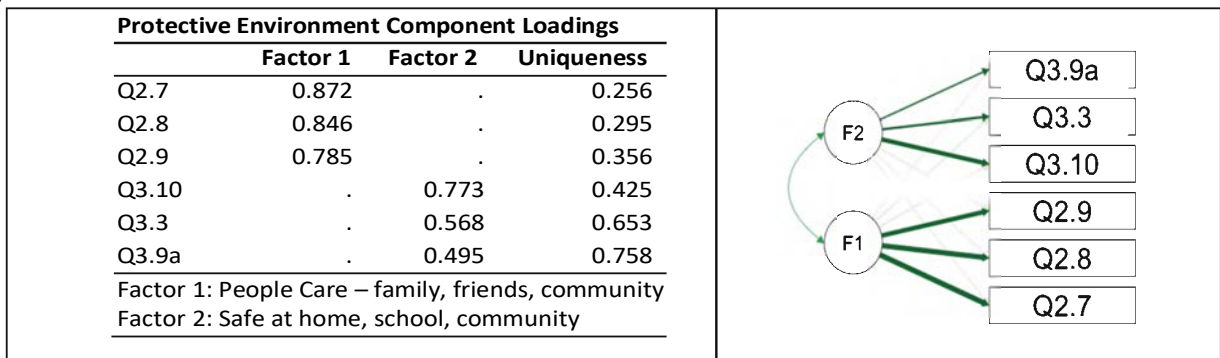 Protective Environment Component Loadings
Factor 1 Factor 2 Uniqueness
Q2.7 0.872 . 0.256
Q2.8 0.846 . 0.295
Q2.9 0.785 . 0.356
Q3.10 . 0.773 0.425
Q3.3 . 0.568 0.653
Q3.9a . 0.495 0.758
Factor 1: People Care – family, friends, community
Factor 2: Safe at home, school, community
Q3.9a
Q3.3
F2
Q3.10
Q2.9
F1
Q2.8
Q2.7